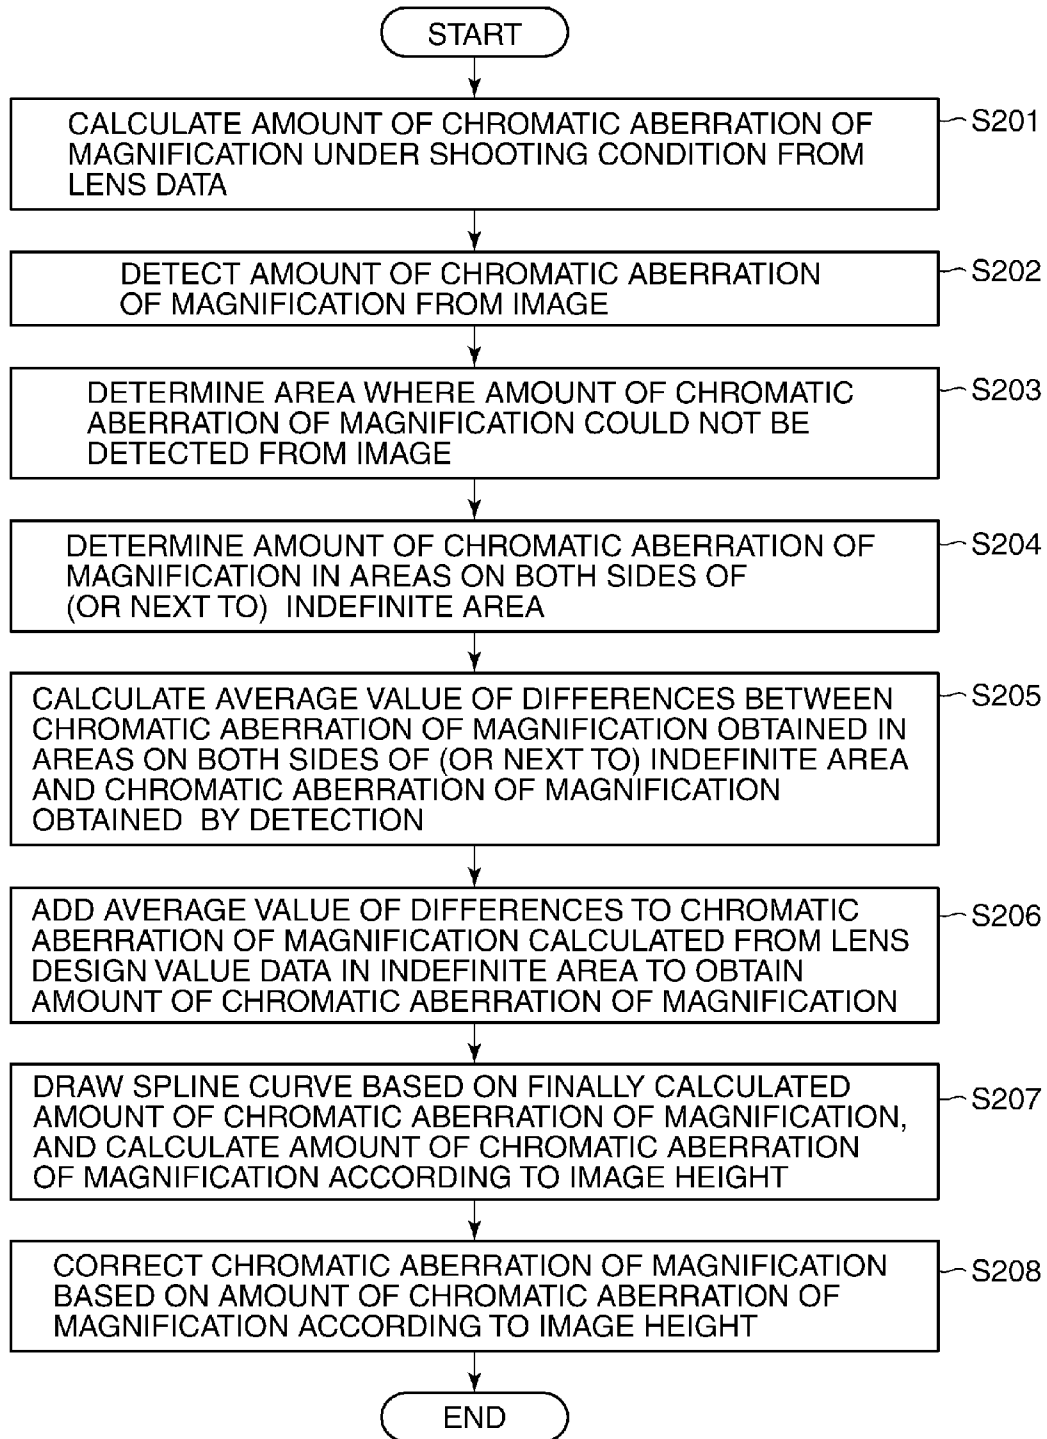 START
CALCULATE AMOUNT OF CHROMATIC ABERRATION OF
MAGNIFICATION UNDER SHOOTING CONDITION FROM
LENS DATA
S201
DETECT AMOUNT OF CHROMATIC ABERRATION
OF MAGNIFICATION FROM IMAGE
S202
DETERMINE AREA WHERE AMOUNT OF CHROMATIC
ABERRATION OF MAGNIFICATION COULD NOT BE
DETECTED FROM IMAGE
S203
DETERMINE AMOUNT OF CHROMATIC ABERRATION OF
MAGNIFICATION IN AREAS ON BOTH SIDES OF
(OR NEXT TO) INDEFINITE AREA
S204
CALCULATE AVERAGE VALUE OF DIFFERENCES BETWEEN
CHROMATIC ABERRATION OF MAGNIFICATION OBTAINED IN
AREAS ON BOTH SIDES OF (OR NEXT TO) INDEFINITE AREA
AND CHROMATIC ABERRATION OF MAGNIFICATION
OBTAINED BY DETECTION
S205
ADD AVERAGE VALUE OF DIFFERENCES TO CHROMATIC
ABERRATION OF MAGNIFICATION CALCULATED FROM LENS
DESIGN VALUE DATA IN INDEFINITE AREA TO OBTAIN
AMOUNT OF CHROMATIC ABERRATION OF MAGNIFICATION
S206
DRAW SPLINE CURVE BASED ON FINALLY CALCULATED
AMOUNT OF CHROMATIC ABERRATION OF MAGNIFICATION,
AND CALCULATE AMOUNT OF CHROMATIC ABERRATION
OF MAGNIFICATION ACCORDING TO IMAGE HEIGHT
S207
CORRECT CHROMATIC ABERRATION OF MAGNIFICATION
BASED ON AMOUNT OF CHROMATIC ABERRATION OF
MAGNIFICATION ACCORDING TO IMAGE HEIGHT
S208
END